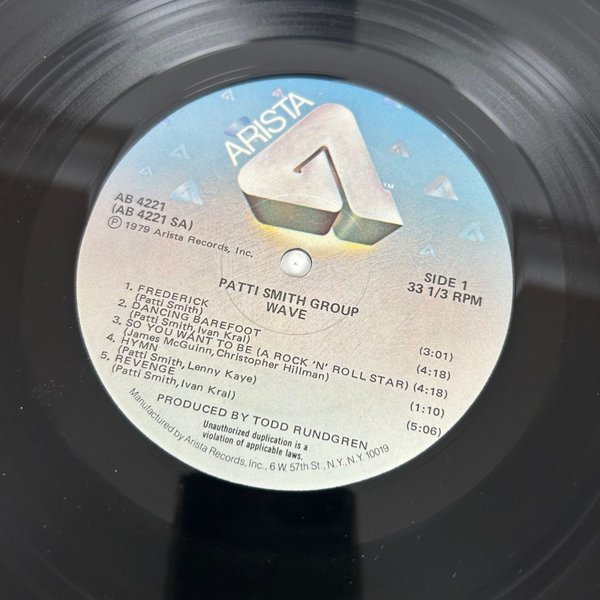 ARISTA
TM
AB 4221
(AB 4221 SA)
℗ 1979 Arista Records, Inc.
SIDE 1
33 1/3 RPM
PATTI SMITH GROUP
WAVE
1. FREDERICK (3:01)
(Patti Smith)
2. DANCING BAREFOOT (4:18)
(Patti Smith, Ivan Kral)
3. SO YOU WANT TO BE (A ROCK 'N' ROLL STAR) (4:18)
(James McGuinn, Christopher Hillman)
4. HYMN (1:10)
(Patti Smith, Lenny Kaye)
5. REVENGE (5:06)
(Patti Smith, Ivan Kral)
PRODUCED BY TODD RUNDGREN
Unauthorized duplication is a
violation of applicable laws.
Manufactured by Arista Records, Inc., 6 W. 57th St., N.Y., N.Y. 10019